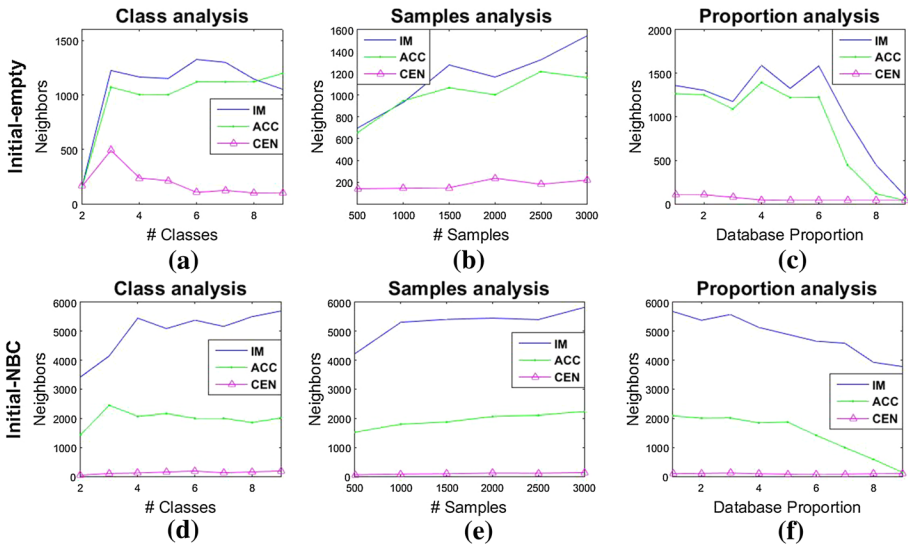 Initial-empty
Class analysis
Neighbors
1500
1000
500
0
2 4 6 8
# Classes
IM
ACC
CEN
(a)
Samples analysis
Neighbors
1600
1400
1200
1000
800
600
400
200
500 1000 1500 2000 2500 3000
# Samples
IM
ACC
CEN
(b)
Proportion analysis
Neighbors
2000
1500
1000
500
0
2 4 6 8
Database Proportion
IM
ACC
CEN
(c)
Initial-NBC
Class analysis
Neighbors
6000
5000
4000
3000
2000
1000
0
2 4 6 8
# Classes
IM
ACC
CEN
(d)
Samples analysis
Neighbors
6000
5000
4000
3000
2000
1000
0
500 1000 1500 2000 2500 3000
# Samples
IM
ACC
CEN
(e)
Proportion analysis
Neighbors
6000
5000
4000
3000
2000
1000
0
2 4 6 8
Database Proportion
IM
ACC
CEN
(f)